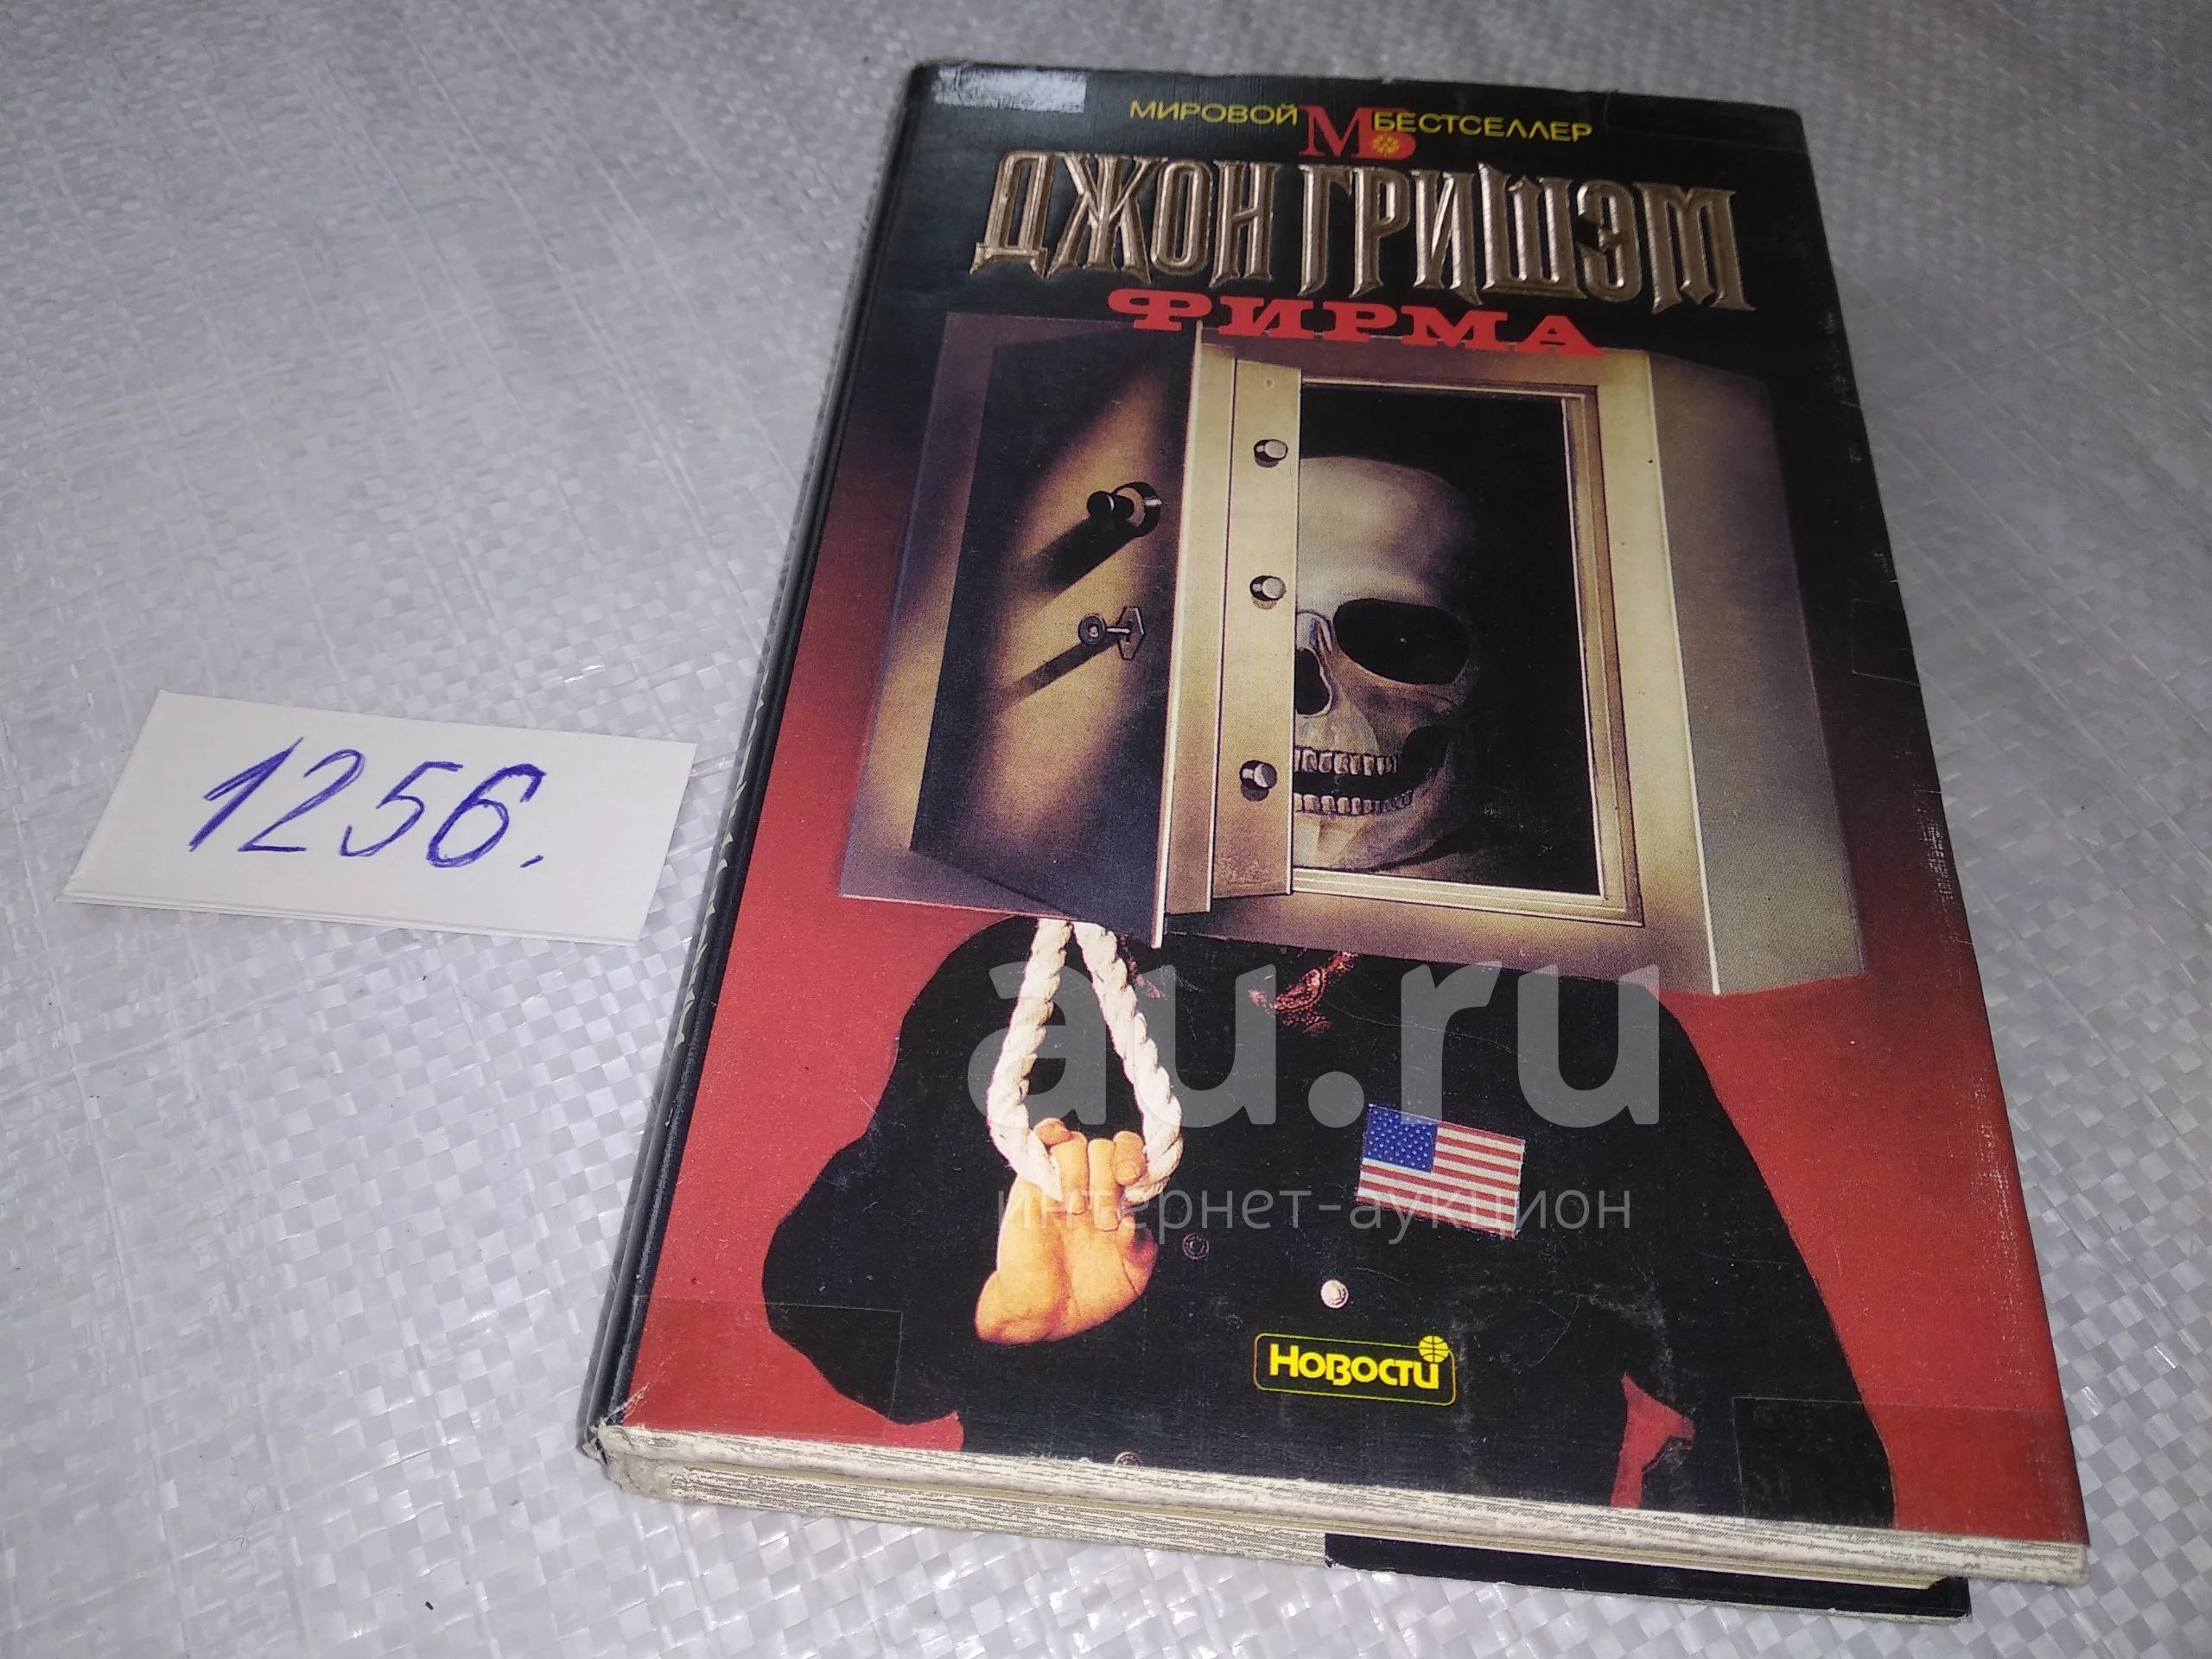 МИРОВОЙ МБ БЕСТСЕЛЛЕР
ДЖОН ГРИШЭМ
ФИРМА
1256.
au.ru
интернет-аукцион
Новости